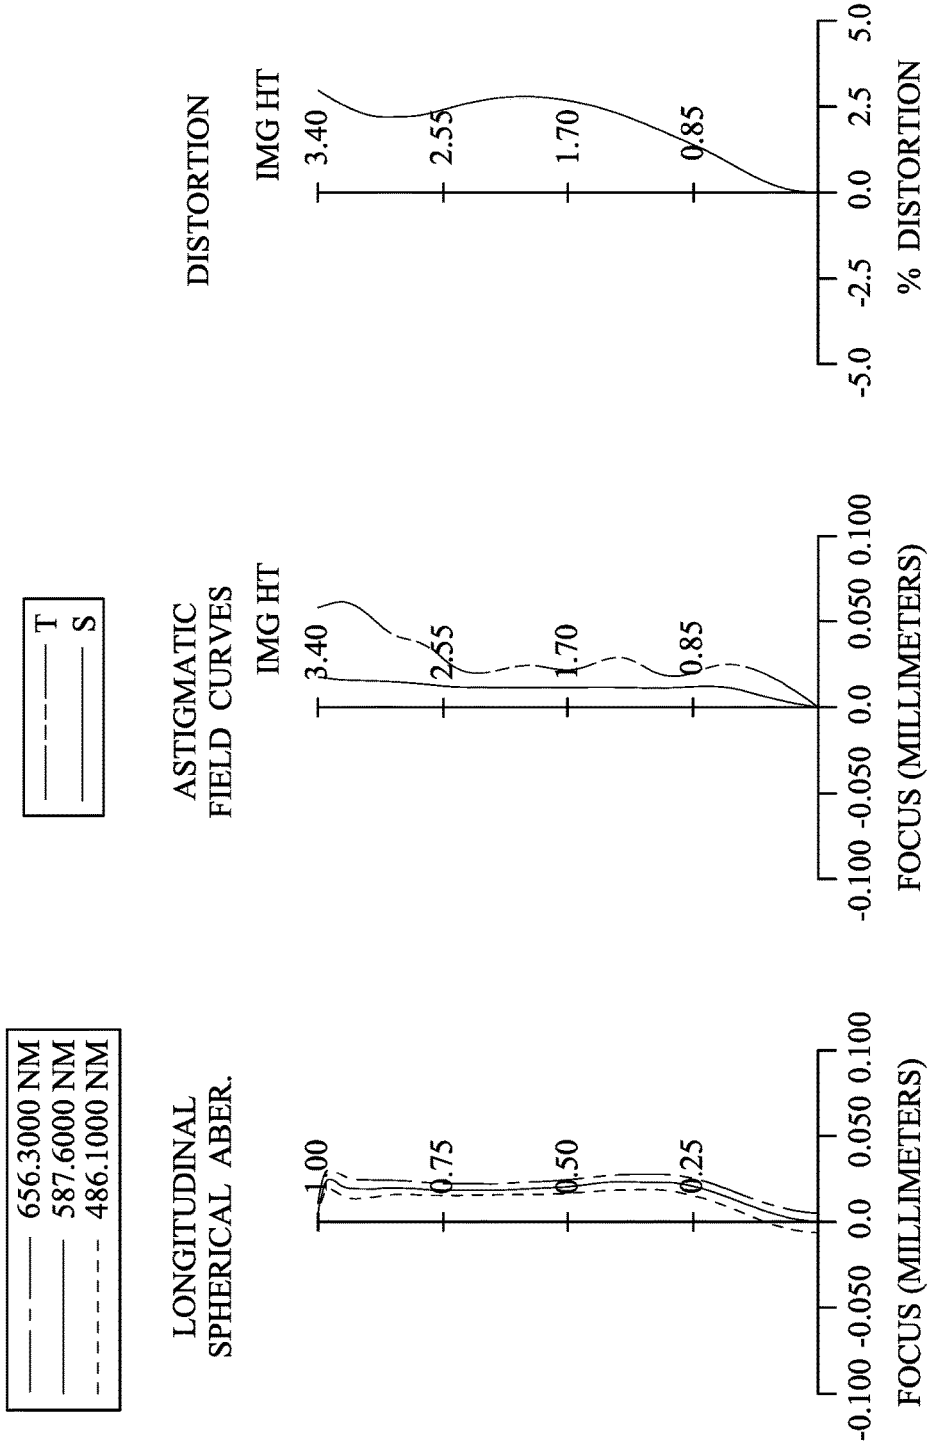 656.3000 NM
587.6000 NM
486.1000 NM
LONGITUDINAL
SPHERICAL ABER.
1.00
0.75
0.50
0.25
-0.100 -0.050 0.0 0.050 0.100
FOCUS (MILLIMETERS)
T
S
ASTIGMATIC
FIELD CURVES
IMG HT
3.40
2.55
1.70
0.85
-0.100 -0.050 0.0 0.050 0.100
FOCUS (MILLIMETERS)
DISTORTION
IMG HT
3.40
2.55
1.70
0.85
-5.0 -2.5 0.0 2.5 5.0
% DISTORTION